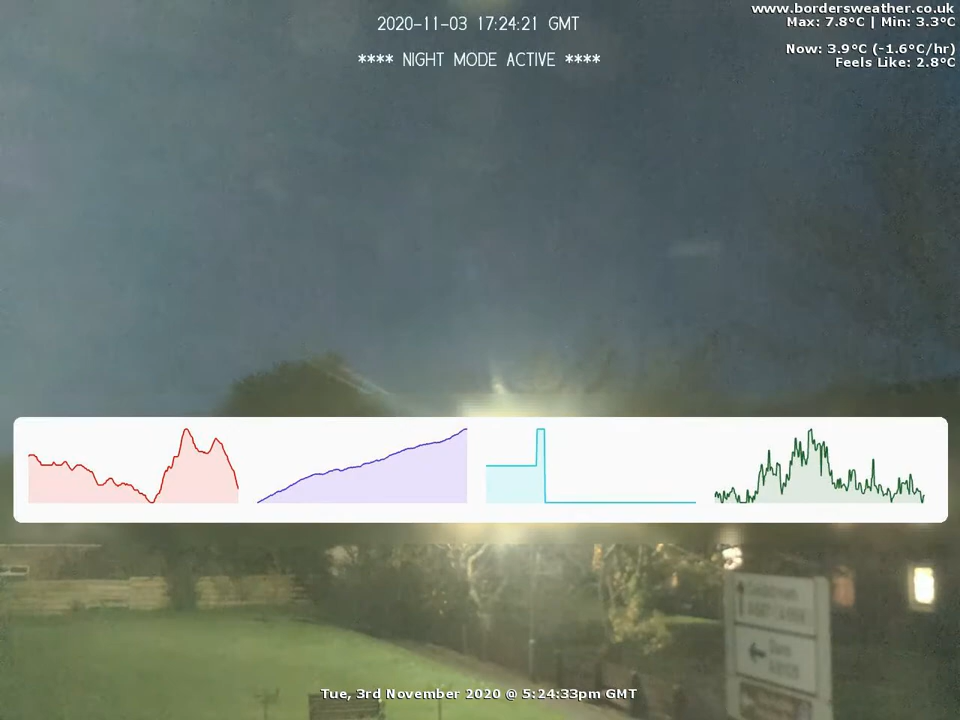 2020-11-03 17:24:21 GMT
**** NIGHT MODE ACTIVE ****
www.bordersweather.co.uk
Max: 7.8°C | Min: 3.3°C
Now: 3.9°C (-1.6°C/hr)
Feels Like: 2.8°C
Tue, 3rd November 2020 @ 5:24:33pm GMT